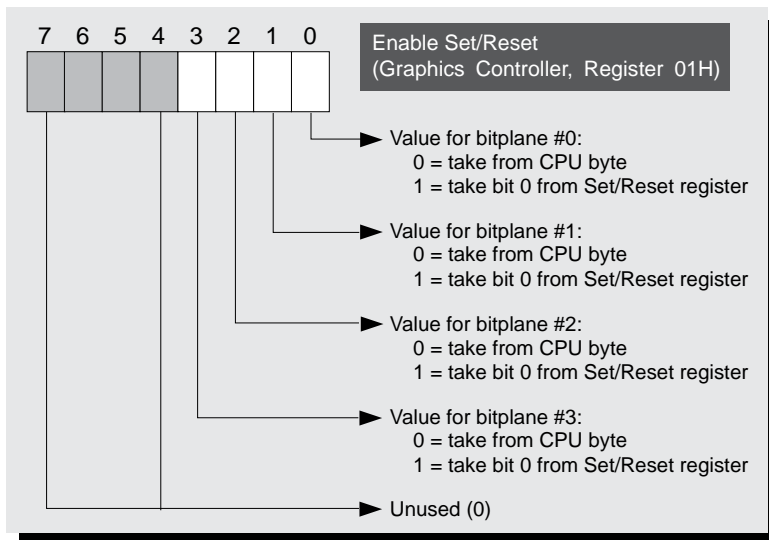 7 6 5 4 3 2 1 0
Enable Set/Reset
(Graphics Controller, Register 01H)
Value for bitplane #0:
0 = take from CPU byte
1 = take bit 0 from Set/Reset register
Value for bitplane #1:
0 = take from CPU byte
1 = take bit 0 from Set/Reset register
Value for bitplane #2:
0 = take from CPU byte
1 = take bit 0 from Set/Reset register
Value for bitplane #3:
0 = take from CPU byte
1 = take bit 0 from Set/Reset register
Unused (0)